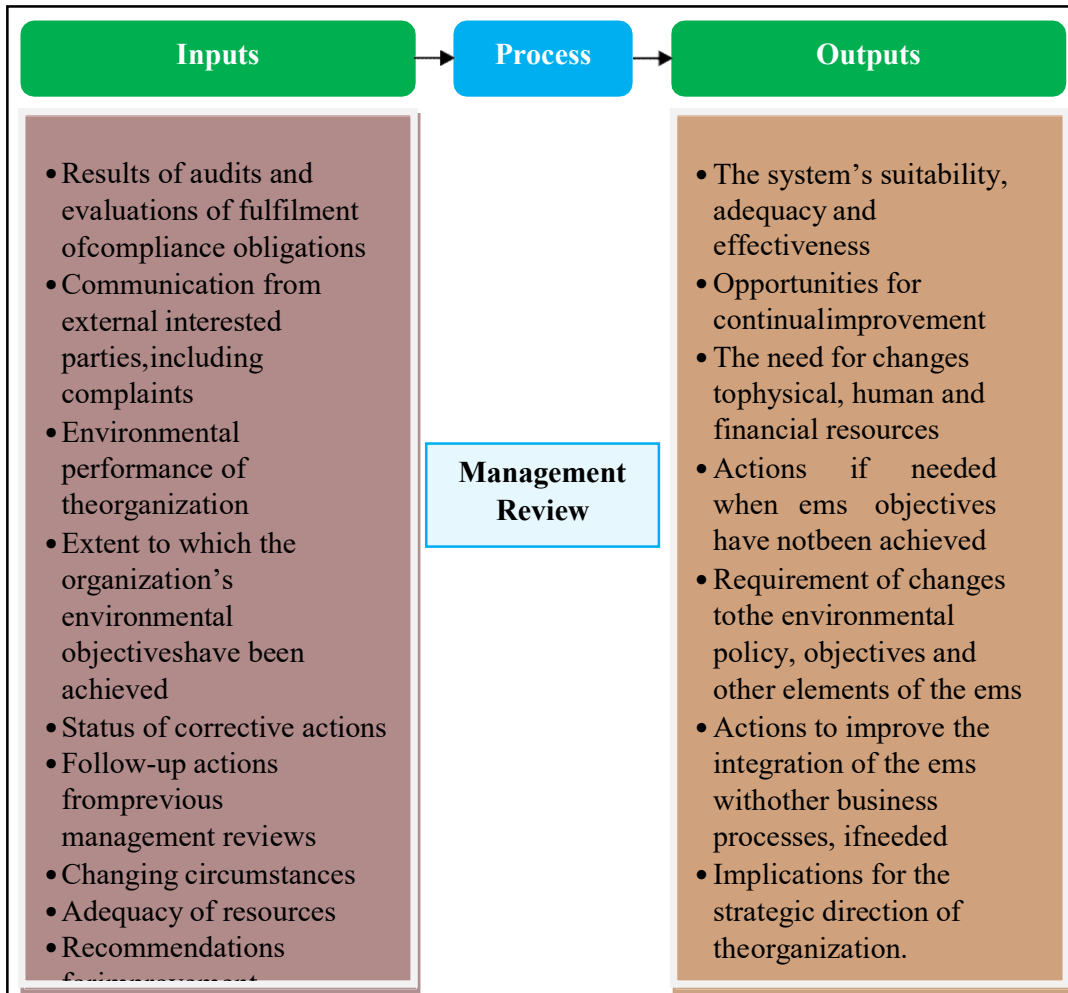 Inputs
Process
Outputs
• Results of audits and
evaluations of fulfilment
ofcompliance obligations
• Communication from
external interested
parties,including
complaints
• Environmental
performance of
theorganization
• Extent to which the
organization’s
environmental
objectiveshave been
achieved
• Status of corrective actions
• Follow-up actions
fromprevious
management reviews
• Changing circumstances
• Adequacy of resources
• Recommendations
forimprovement
Management
Review
• The system’s suitability,
adequacy and
effectiveness
• Opportunities for
continualimprovement
• The need for changes
tophysical, human and
financial resources
• Actions if needed
when ems objectives
have notbeen achieved
• Requirement of changes
tothe environmental
policy, objectives and
other elements of the ems
• Actions to improve the
integration of the ems
withother business
processes, ifneeded
• Implications for the
strategic direction of
theorganization.